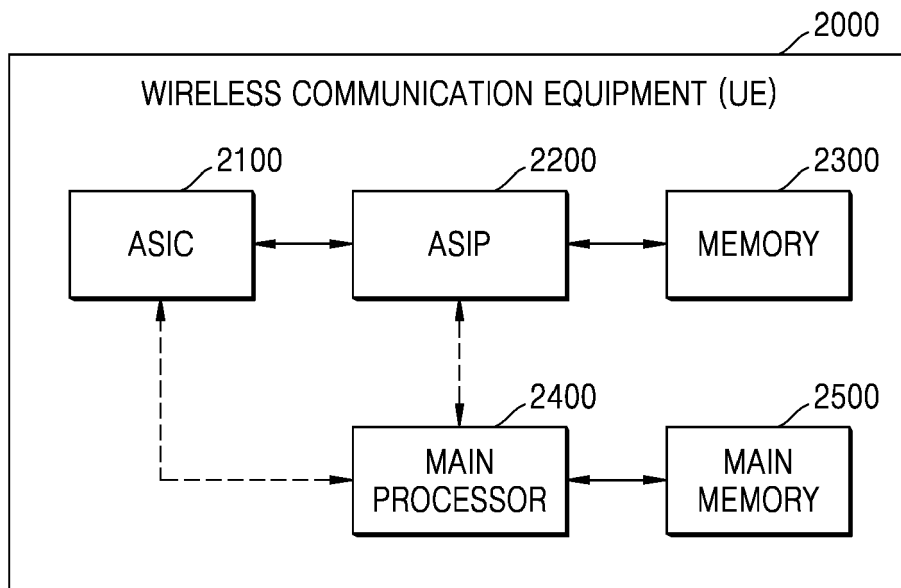 2000
WIRELESS COMMUNICATION EQUIPMENT (UE)
2100
2200
2300
ASIC
ASIP
MEMORY
2400
2500
MAIN
PROCESSOR
MAIN
MEMORY